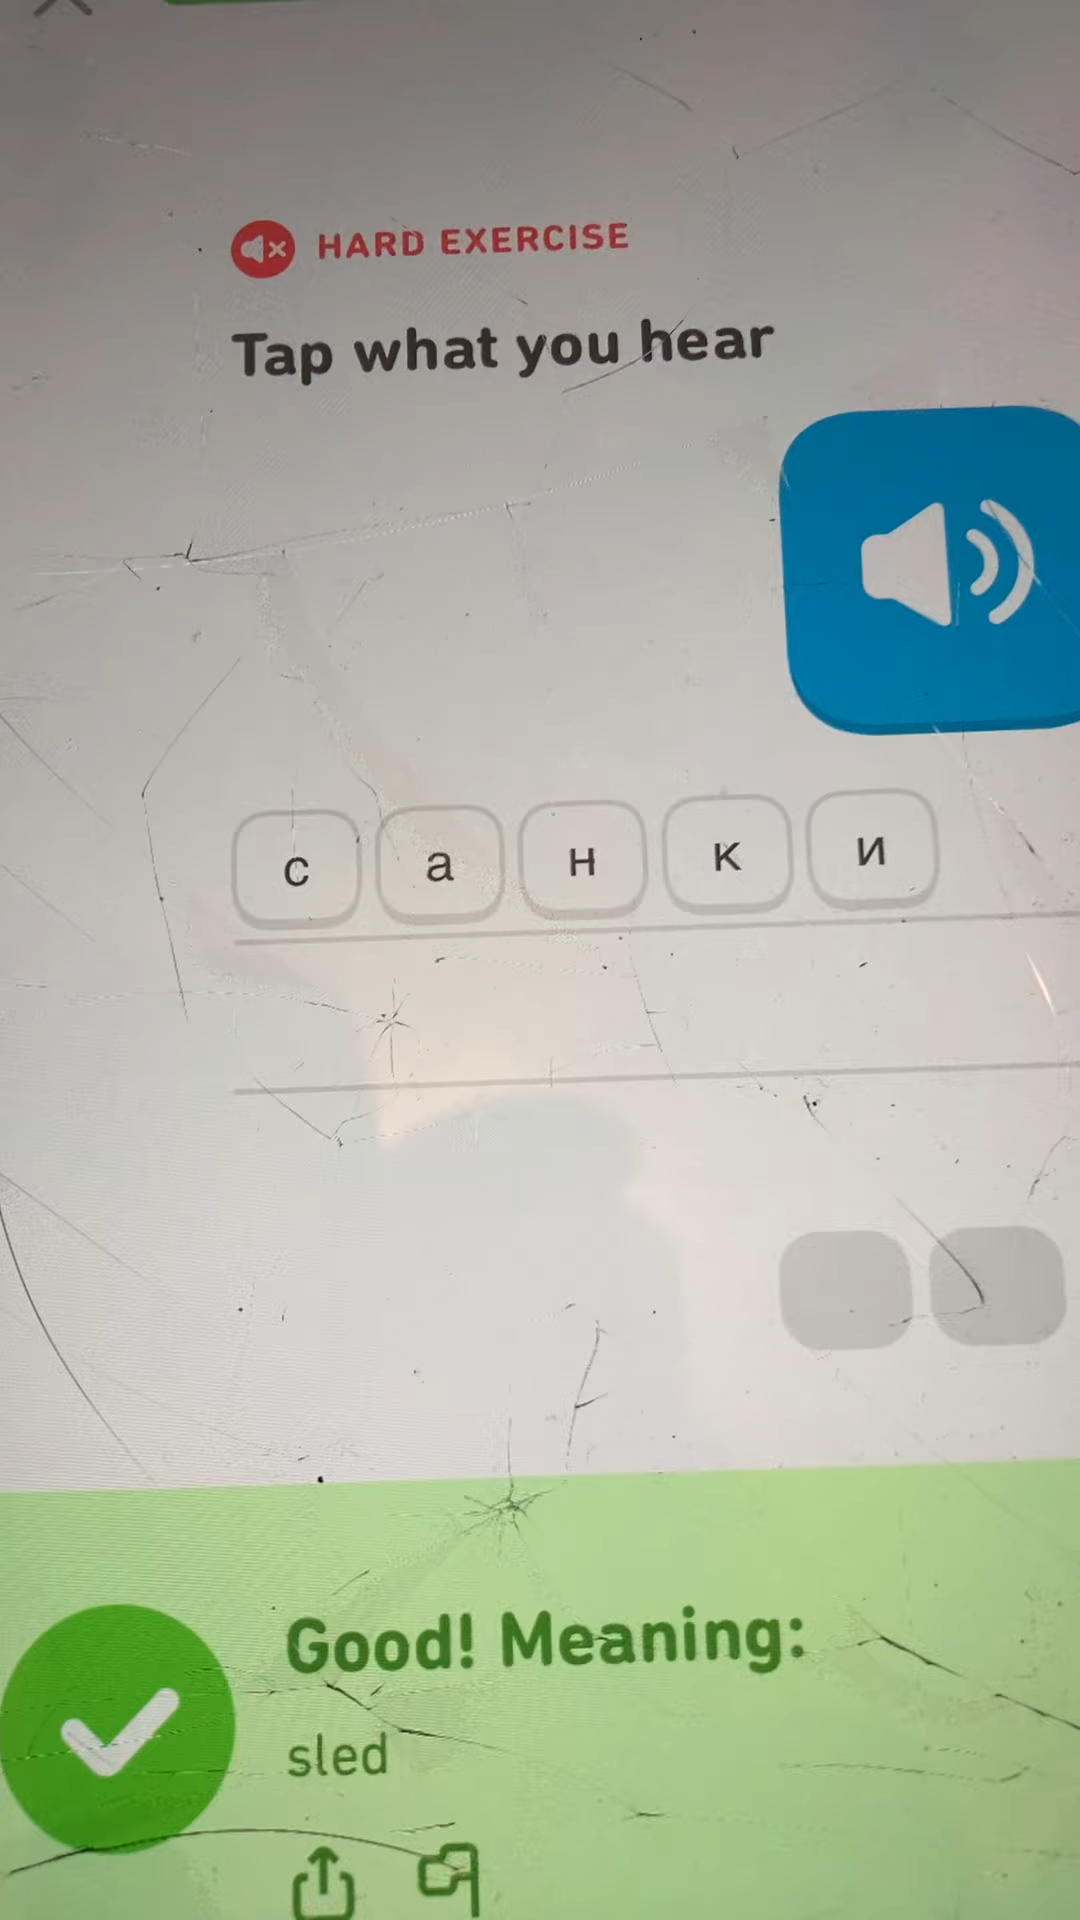 HARD EXERCISE
Tap what you hear
с а н к и
Good! Meaning:
sled